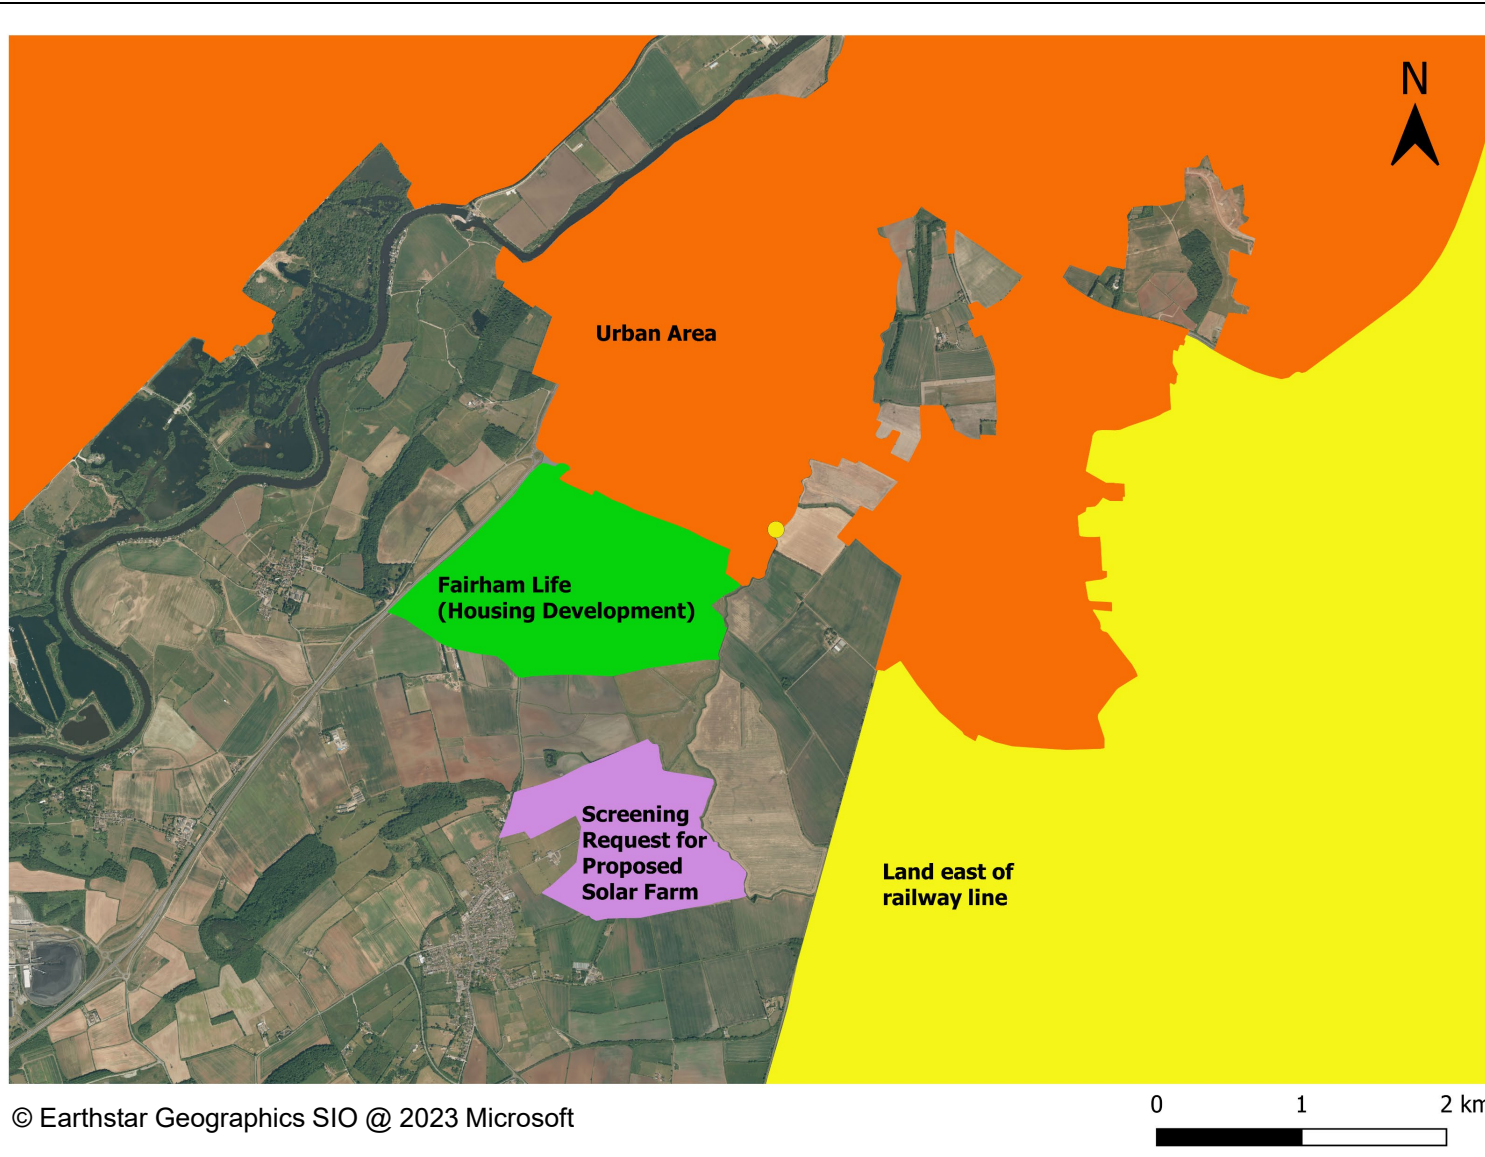 N
Urban Area
Fairham Life
(Housing Development)
Screening
Request for
Proposed
Solar Farm
Land east of
railway line
© Earthstar Geographics SIO @ 2023 Microsoft
0 1 2 km